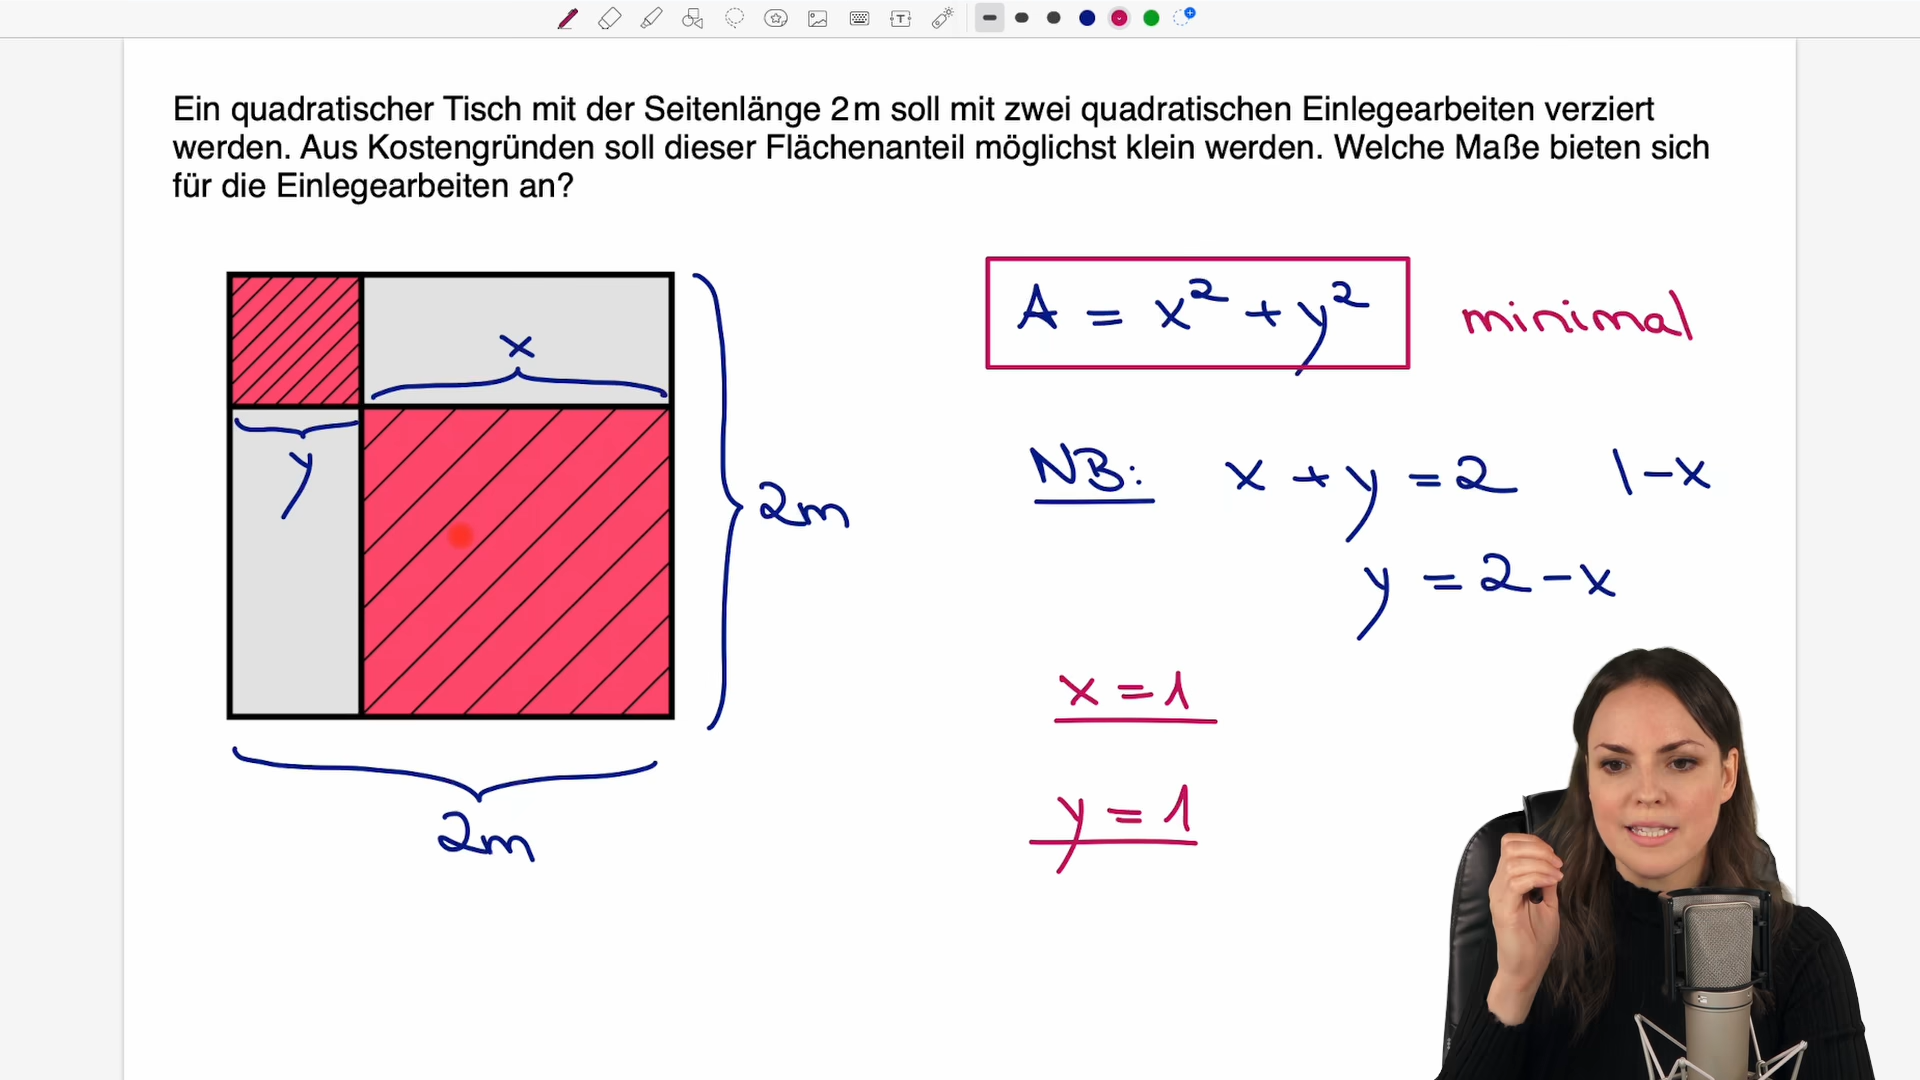 Ein quadratischer Tisch mit der Seitenlänge 2 m soll mit zwei quadratischen Einlegearbeiten verziert
werden. Aus Kostengründen soll dieser Flächenanteil möglichst klein werden. Welche Maße bieten sich
für die Einlegearbeiten an?
A = x² + y²
minimal
x
y
2m
2m
NB: x + y = 2 |-x
y = 2 - x
x = 1
y = 1